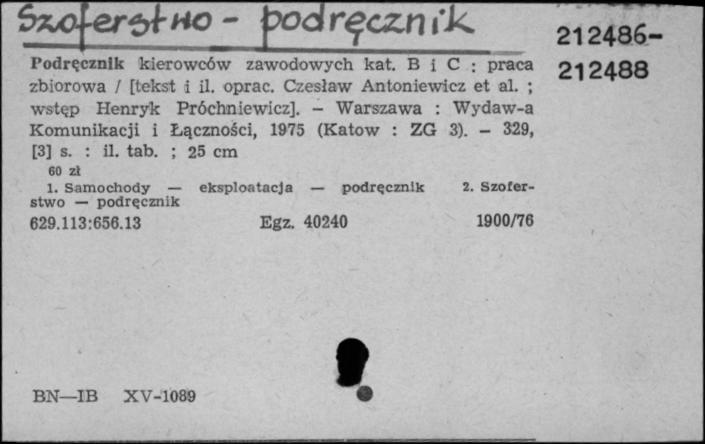 Szoferstwo - podręcznik
212486-
212488
Podręcznik kierowców zawodowych kat. B i C : praca
zbiorowa / [tekst i il. oprac. Czesław Antoniewicz et al. ;
wstęp Henryk Próchniewicz]. — Warszawa : Wydaw-a
Komunikacji i Łączności, 1975 (Katow : ZG 3). — 329,
[3] s. : il. tab. ; 25 cm
60 zł
1. Samochody — eksploatacja — podręcznik 2. Szofer-
stwo — podręcznik
629.113:656.13 Egz. 40240 1900/76
BN—IB XV-1089